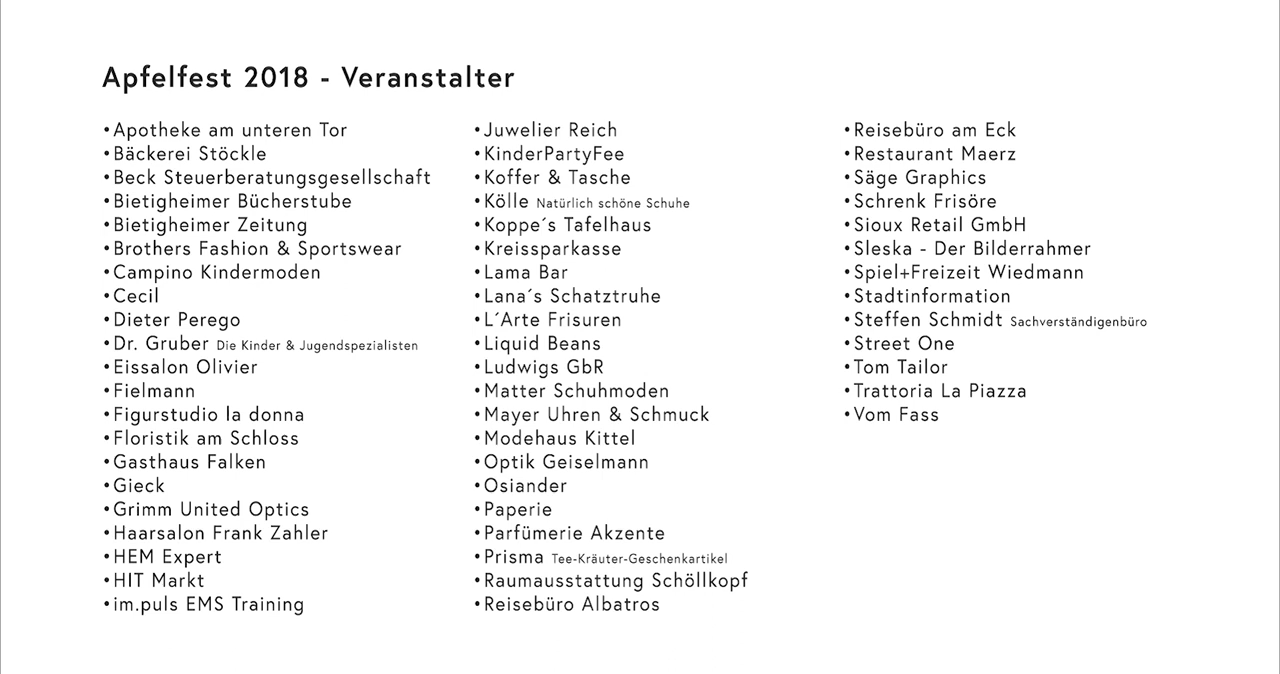 Apfelfest 2018 - Veranstalter
•Apotheke am unteren Tor
•Bäckerei Stöckle
•Beck Steuerberatungsgesellschaft
•Bietigheimer Bücherstube
•Bietigheimer Zeitung
•Brothers Fashion & Sportswear
•Campino Kindermoden
•Cecil
•Dieter Perego
•Dr. Gruber Die Kinder & Jugendspezialisten
•Eissalon Olivier
•Fielmann
•Figurstudio la donna
•Floristik am Schloss
•Gasthaus Falken
•Gieck
•Grimm United Optics
•Haarsalon Frank Zahler
•HEM Expert
•HIT Markt
•im.puls EMS Training
•Juwelier Reich
•KinderPartyFee
•Koffer & Tasche
•Kölle Natürlich schöne Schuhe
•Koppe´s Tafelhaus
•Kreissparkasse
•Lama Bar
•Lana´s Schatztruhe
•L´Arte Frisuren
•Liquid Beans
•Ludwigs GbR
•Matter Schuhmoden
•Mayer Uhren & Schmuck
•Modehaus Kittel
•Optik Geiselmann
•Osiander
•Paperie
•Parfümerie Akzente
•Prisma Tee-Kräuter-Geschenkartikel
•Raumausstattung Schöllkopf
•Reisebüro Albatros
•Reisebüro am Eck
•Restaurant Maerz
•Säge Graphics
•Schrenk Frisöre
•Sioux Retail GmbH
•Sleska - Der Bilderrahmer
•Spiel+Freizeit Wiedmann
•Stadtinformation
•Steffen Schmidt Sachverständigenbüro
•Street One
•Tom Tailor
•Trattoria La Piazza
•Vom Fass